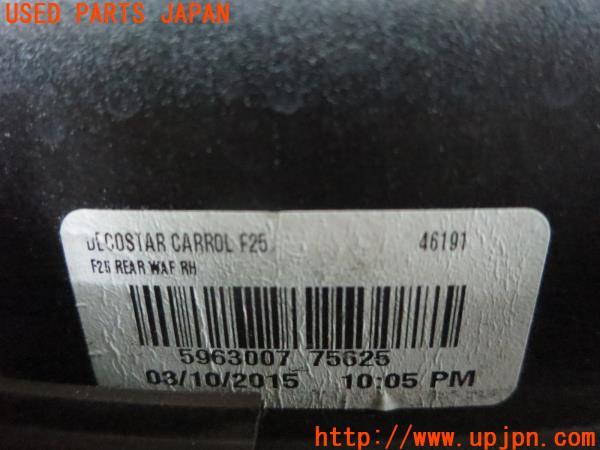 USED PARTS JAPAN
DECOSTAR CARROL F25 46191
F25 REAR WAF RH
5963007 75625
03/10/2015 10:05 PM
http://www.upjpn.com